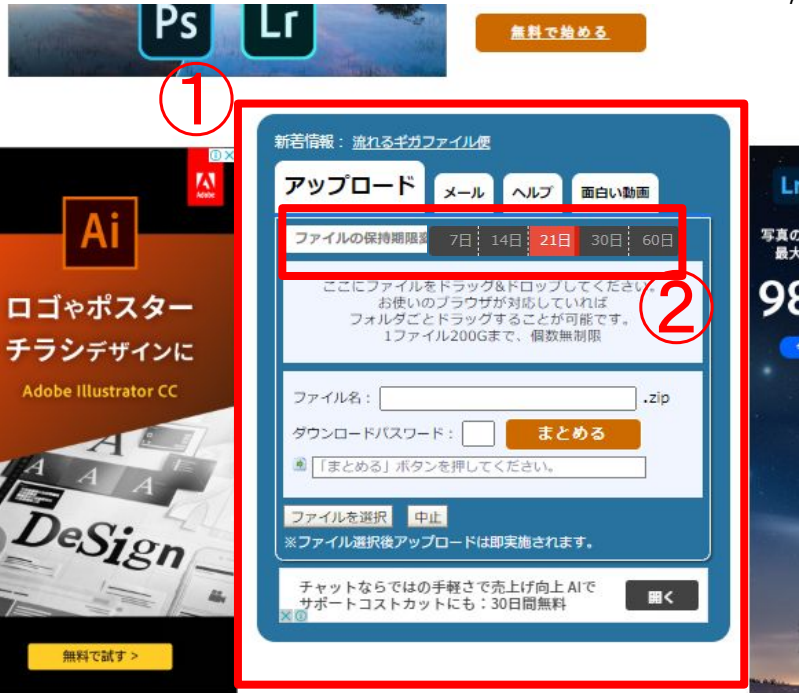 Ps Lr
無料で始める
①
新着情報： 流れるギガファイル便
アップロード メール ヘルプ 面白い動画
ファイルの保持期限変 7日 14日 21日 30日 60日
②
ここにファイルをドラッグ&ドロップしてください。
お使いのブラウザが対応していれば
フォルダごとドラッグすることが可能です。
1ファイル200Gまで、個数無制限
ファイル名： .zip
ダウンロードパスワード： まとめる
「まとめる」ボタンを押してください。
ファイルを選択 中止
※ファイル選択後アップロードは即実施されます。
チャットならではの手軽さで売上げ向上 AIで
サポートコストカットにも：30日間無料
開く
Adobe
Ai
ロゴやポスター
チラシデザインに
Adobe Illustrator CC
A
A A A
DeSign
無料で試す >
Lr
写真の
最大
98